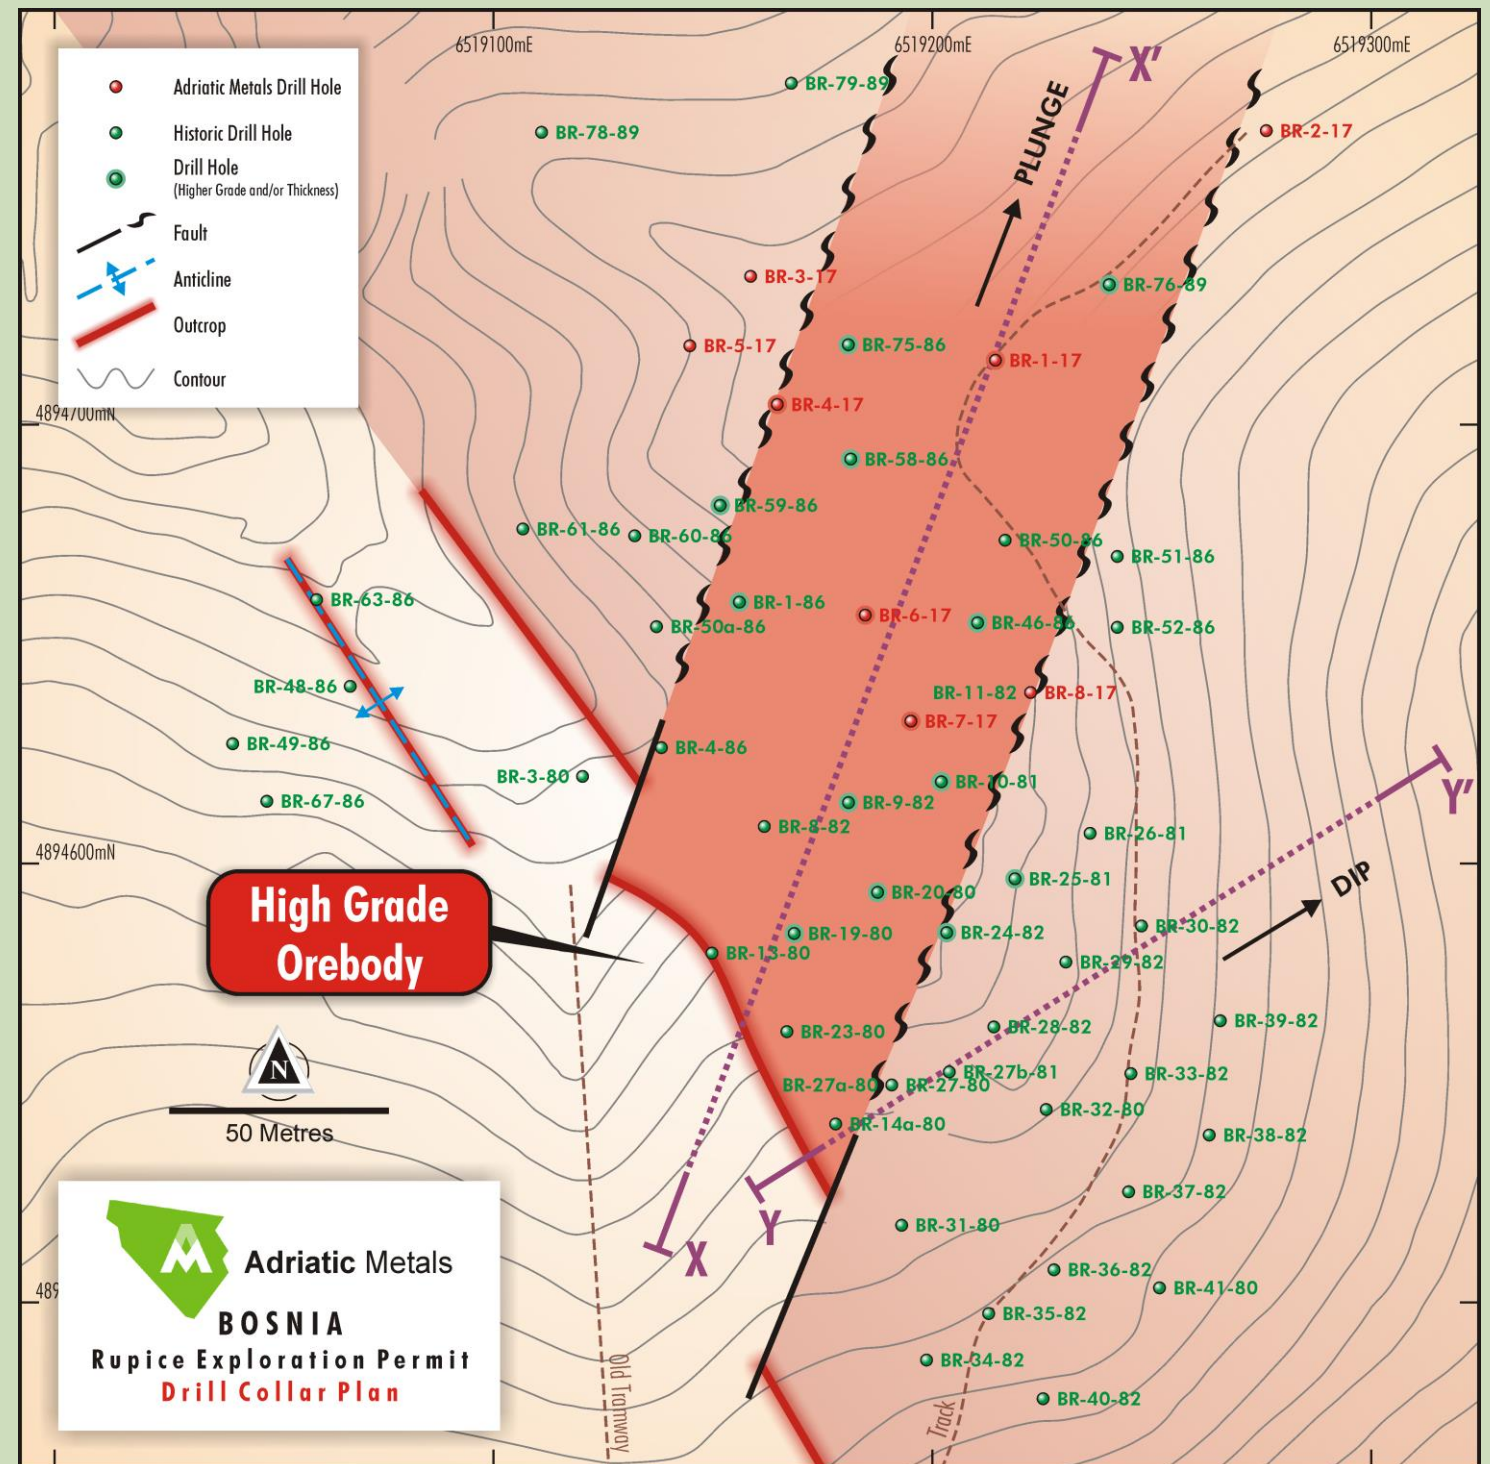 6519100mE
6519200mE
6519300mE
Adriatic Metals Drill Hole
Historic Drill Hole
Drill Hole
(Higher Grade and/or Thickness)
Fault
Anticline
Outcrop
Contour
X'
PLUNGE
BR-79-89
BR-78-89
BR-2-17
BR-3-17
BR-76-89
BR-5-17
BR-75-86
BR-1-17
BR-4-17
4894700mN
BR-58-86
BR-59-86
BR-61-86
BR-60-86
BR-50-86
BR-51-86
BR-63-86
BR-1-86
BR-6-17
BR-46-86
BR-50a-86
BR-52-86
BR-48-86
BR-11-82
BR-8-17
BR-7-17
BR-49-86
BR-4-86
BR-3-80
BR-10-81
Y'
BR-67-86
BR-9-82
BR-8-82
BR-26-81
4894600mN
DIP
BR-25-81
BR-20-80
High Grade
Orebody
BR-19-80
BR-24-82
BR-30-82
BR-13-80
BR-29-82
BR-39-82
BR-23-80
BR-28-82
N
BR-27a-80
BR-27-80
BR-27b-81
BR-33-82
50 Metres
BR-32-80
BR-14a-80
BR-38-82
BR-37-82
Y
BR-31-80
X
Adriatic Metals
BR-36-82
BR-41-80
489
BR-35-82
BOSNIA
Rupice Exploration Permit
Drill Collar Plan
BR-34-82
Old Tramway
BR-40-82
Track